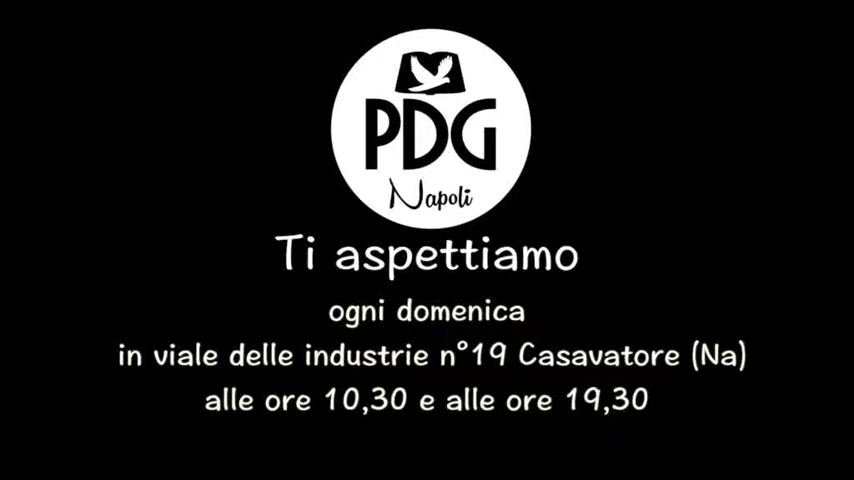 PDG
Napoli
Ti aspettiamo
ogni domenica
in viale delle industrie n°19 Casavatore (Na)
alle ore 10,30 e alle ore 19,30